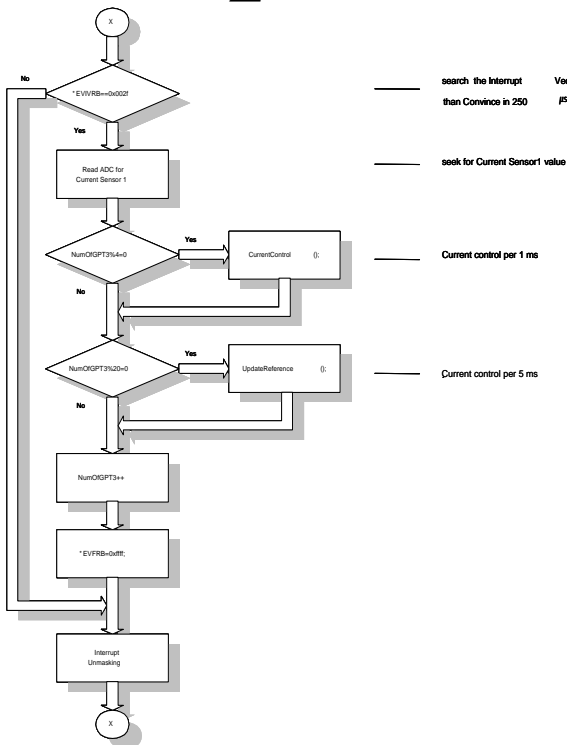 X
No
*EVIVRB==0x002f
search the Interrupt
than Convince in 250 µs
Yes
Read ADC for
Current Sensor 1
seek for Current Sensor1 value
NumOfGPT3%4=0
Yes
CurrentControl ();
Current control per 1 ms
No
NumOfGPT3%20=0
Yes
UpdateReference ();
Current control per 5 ms
No
NumOfGPT3++
*EVFRB=0xffff;
Interrupt
Unmasking
X